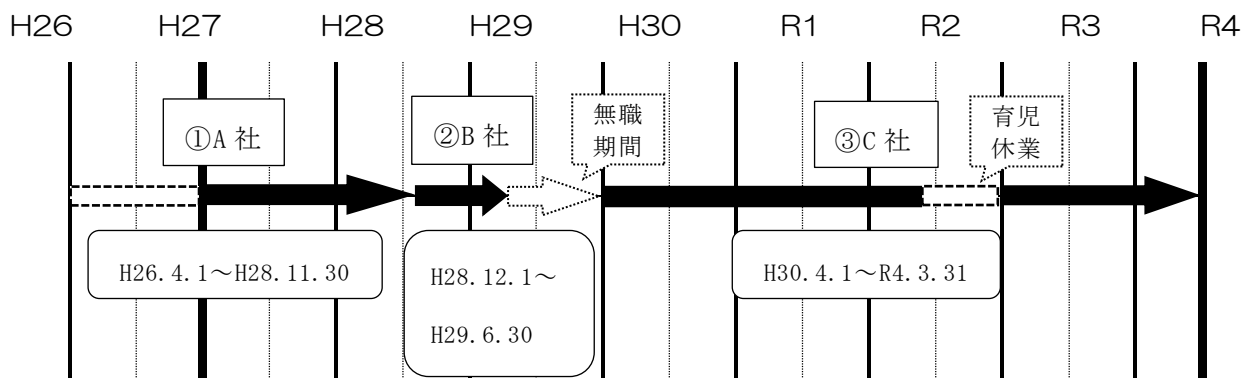 H26 H27 H28 H29 H30 R1 R2 R3 R4
①A 社
②B 社
無職
期間
③C 社
育児
休業
H26.4.1～H28.11.30
H28.12.1～
H29.6.30
H30.4.1～R4.3.31